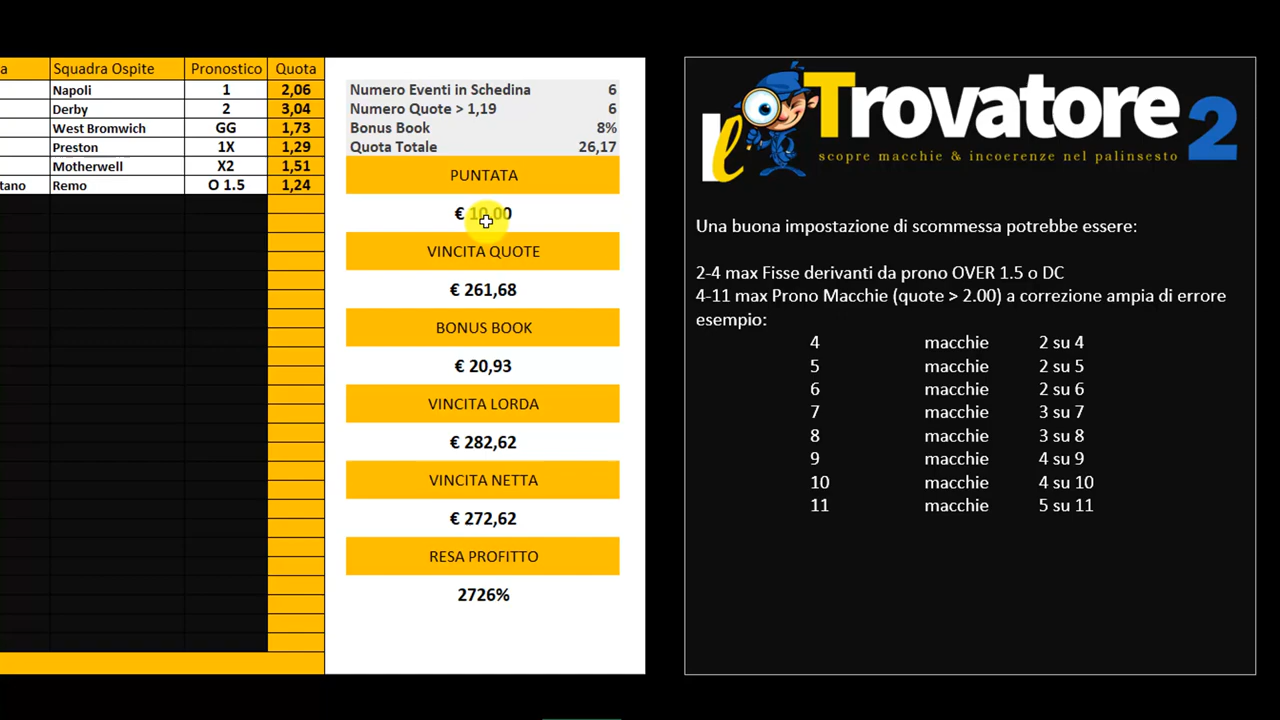 a Squadra Ospite Pronostico Quota
Napoli 1 2,06
Derby 2 3,04
West Bromwich GG 1,73
Preston 1X 1,29
Motherwell X2 1,51
tano Remo O 1.5 1,24
Numero Eventi in Schedina 6
Numero Quote > 1,19 6
Bonus Book 8%
Quota Totale 26,17
PUNTATA
€ 10,00
VINCITA QUOTE
€ 261,68
BONUS BOOK
€ 20,93
VINCITA LORDA
€ 282,62
VINCITA NETTA
€ 272,62
RESA PROFITTO
2726%
Il Trovatore 2
scopre macchie & incoerenze nel palinsesto
Una buona impostazione di scommessa potrebbe essere:
2-4 max Fisse derivanti da prono OVER 1.5 o DC
4-11 max Prono Macchie (quote > 2.00) a correzione ampia di errore
esempio:
4 macchie 2 su 4
5 macchie 2 su 5
6 macchie 2 su 6
7 macchie 3 su 7
8 macchie 3 su 8
9 macchie 4 su 9
10 macchie 4 su 10
11 macchie 5 su 11